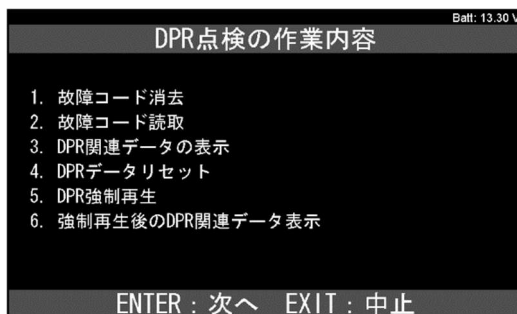 Batt: 13.30 V
DPR点検の作業内容
1. 故障コード消去
2. 故障コード読取
3. DPR関連データの表示
4. DPRデータリセット
5. DPR強制再生
6. 強制再生後のDPR関連データ表示
ENTER：次へ EXIT：中止